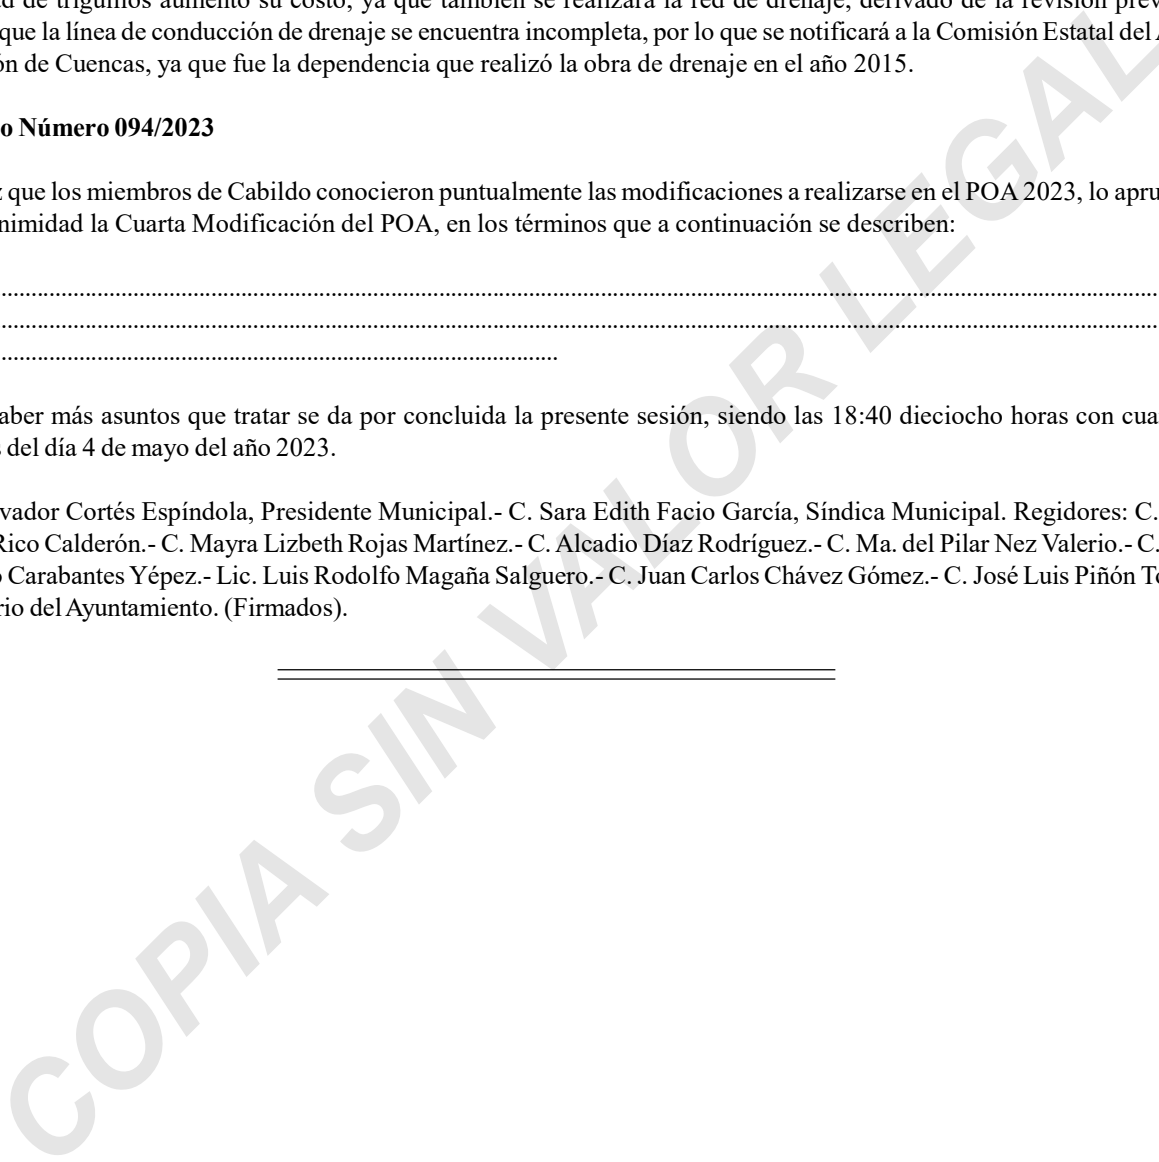 de trigumos aumentó su costo, ya que también se realizará la red de drenaje, derivado de la revisión
que la línea de conducción de drenaje se encuentra incompleta, por lo que se notificará a la Comisión Estatal del
de Cuencas, ya que fue la dependencia que realizó la obra de drenaje en el año 2015.
o Número 094/2023
que los miembros de Cabildo conocieron puntualmente las modificaciones a realizarse en el POA 2023, lo
nimidad la Cuarta Modificación del POA, en los términos que a continuación se describen:
aber más asuntos que tratar se da por concluida la presente sesión, siendo las 18:40 dieciocho horas con cua
s del día 4 de mayo del año 2023.
vador Cortés Espíndola, Presidente Municipal.- C. Sara Edith Facio García, Síndica Municipal. Regidores: C.
Rico Calderón.- C. Mayra Lizbeth Rojas Martínez.- C. Alcadio Díaz Rodríguez.- C. Ma. del Pilar Nez Valerio.- C.
o Carabantes Yépez.- Lic. Luis Rodolfo Magaña Salguero.- C. Juan Carlos Chávez Gómez.- C. José Luis Piñón To
rio del Ayuntamiento. (Firmados).
COPIA SIN VALOR LEGAL